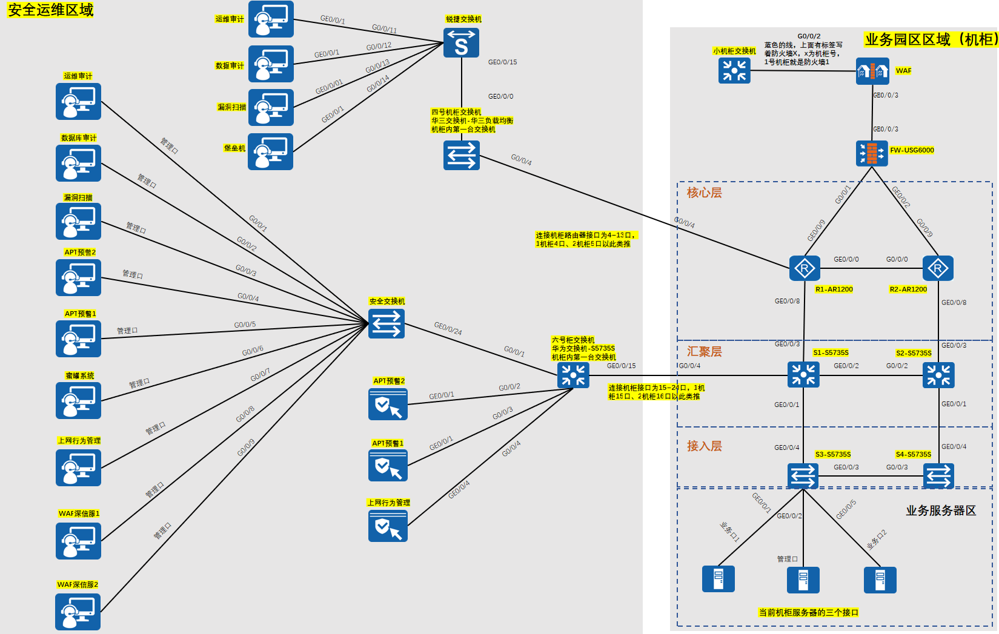 安全运维区域
运维审计
GE0/0/1
G0/0/11
锐捷交换机
数据审计
GE0/0/1
G0/0/12
漏洞扫描
GE0/0/01
G0/0/13
堡垒机
GE0/0/1
G0/0/14
GE0/0/15
GE0/0/0
四号机柜交换机
华三交换机-华三负载均衡
机柜内第一台交换机
G0/0/4
G0/0/4
连接机柜路由器接口为4-13口，
1机柜4口、2机柜5口以此类推
运维审计
管理口
G0/0/1
数据库审计
管理口
G0/0/2
漏洞扫描
管理口
G0/0/3
APT预警2
管理口
G0/0/4
APT预警1
管理口
G0/0/5
蜜罐系统
管理口
G0/0/6
上网行为管理
管理口
G0/0/7
WAF深信服1
管理口
G0/0/8
WAF深信服2
管理口
G0/0/9
安全交换机
GE0/0/24
G0/0/1
六号柜交换机
华为交换机-S5735S
机柜内第一台交换机
GE0/0/15
G0/0/4
连接机柜接口为15-24口，1机
柜15口、2机柜16口以此类推
APT预警2
GE0/0/1
G0/0/2
APT预警1
GE0/0/1
G0/0/3
上网行为管理
GE0/0/4
G0/0/4
业务园区区域（机柜）
小机柜交换机
G0/0/2
蓝色的线，上面有标签写
着防火墙X，x为机柜号，
1号机柜就是防火墙1
WAF
GE0/0/3
GE0/0/3
FW-USG6000
核心层
G0/0/1
GE0/0/2
GE0/0/9
G0/0/9
GE0/0/0
G0/0/0
R1-AR1200
R2-AR1200
GE0/0/8
GE0/0/8
汇聚层
GE0/0/3
GE0/0/3
S1-S5735S
S2-S5735S
GE0/0/2
G0/0/2
GE0/0/1
GE0/0/1
接入层
GE0/0/4
GE0/0/4
S3-S5735S
S4-S5735S
GE0/0/3
G0/0/3
业务服务器区
GE0/0/1
GE0/0/2
GE0/0/5
业务口1
管理口
业务口2
当前机柜服务器的三个接口